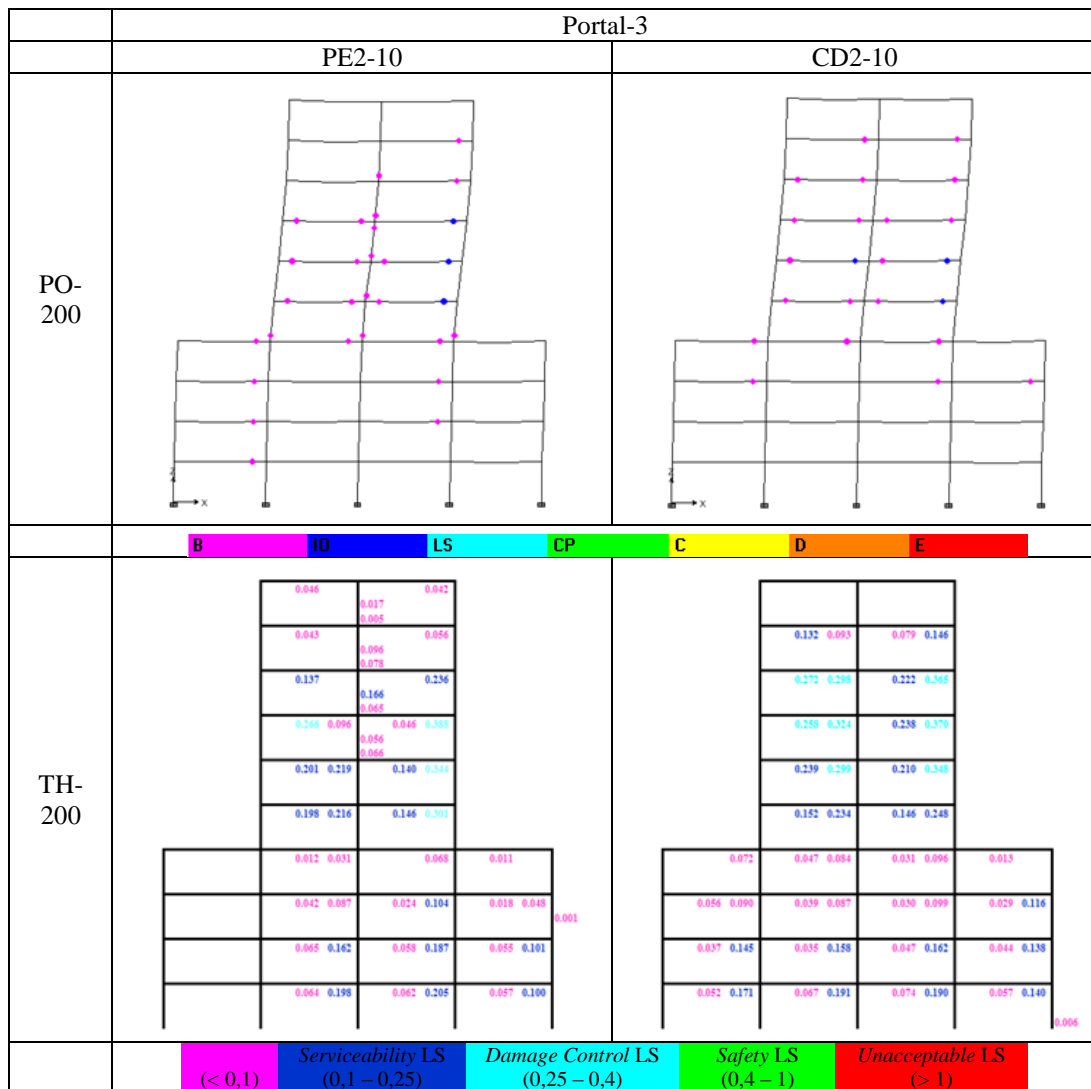 Portal-3
PE2-10 CD2-10
PO-
200
Z
X
Z
X
B IO LS CP C D E
TH-
200
0.046 0.042
0.017
0.005
0.043 0.056
0.096
0.078
0.137 0.236
0.166
0.065
0.266 0.096 0.046 0.388
0.056
0.066
0.201 0.219 0.140 0.344
0.198 0.216 0.146 0.301
0.012 0.031 0.068 0.011
0.042 0.087 0.024 0.104 0.018 0.048
0.001
0.065 0.162 0.058 0.187 0.055 0.101
0.064 0.198 0.062 0.205 0.057 0.100
0.132 0.093 0.079 0.146
0.272 0.298 0.222 0.365
0.258 0.324 0.238 0.370
0.239 0.299 0.210 0.348
0.152 0.234 0.146 0.248
0.072 0.047 0.084 0.031 0.096 0.013
0.056 0.090 0.039 0.087 0.030 0.099 0.029 0.116
0.037 0.145 0.035 0.158 0.047 0.162 0.044 0.138
0.052 0.171 0.067 0.191 0.074 0.190 0.057 0.140
0.006
Serviceability LS Damage Control LS Safety LS Unacceptable LS
(< 0,1) (0,1 – 0,25) (0,25 – 0,4) (0,4 – 1) (> 1)